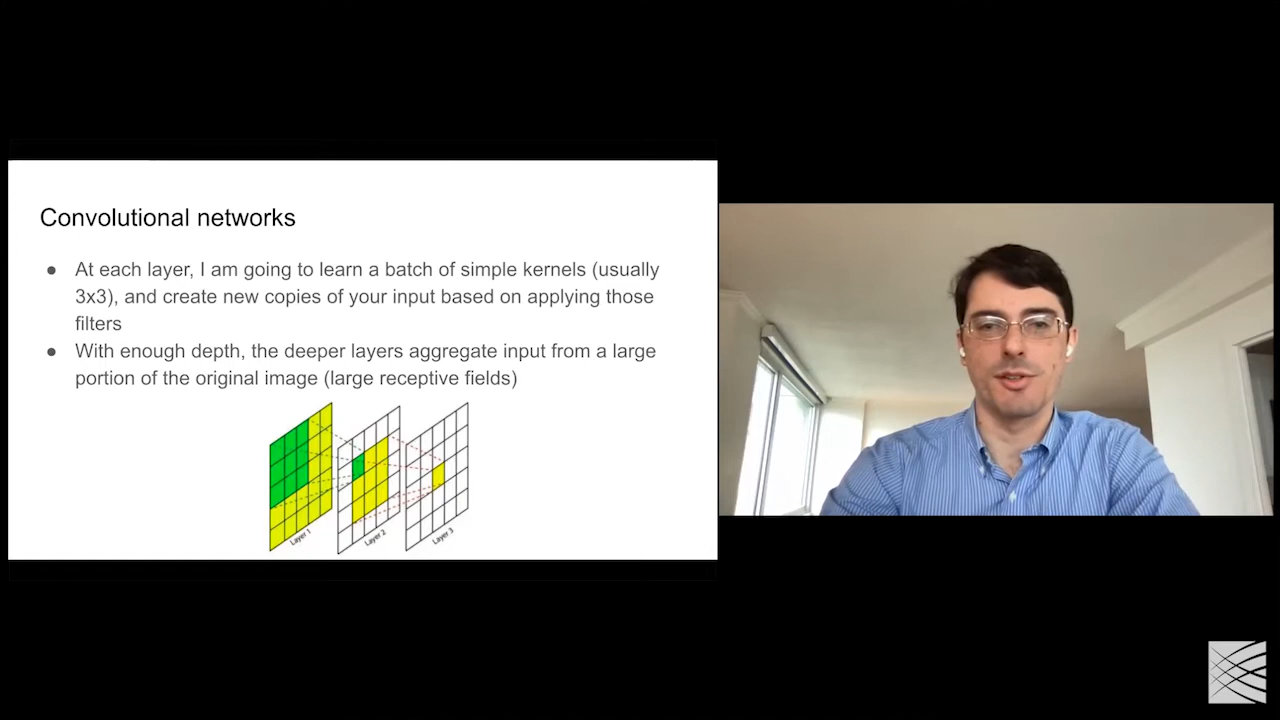 Convolutional networks
● At each layer, I am going to learn a batch of simple kernels (usually
3x3), and create new copies of your input based on applying those
filters
● With enough depth, the deeper layers aggregate input from a large
portion of the original image (large receptive fields)
Layer 1
Layer 2
Layer 3